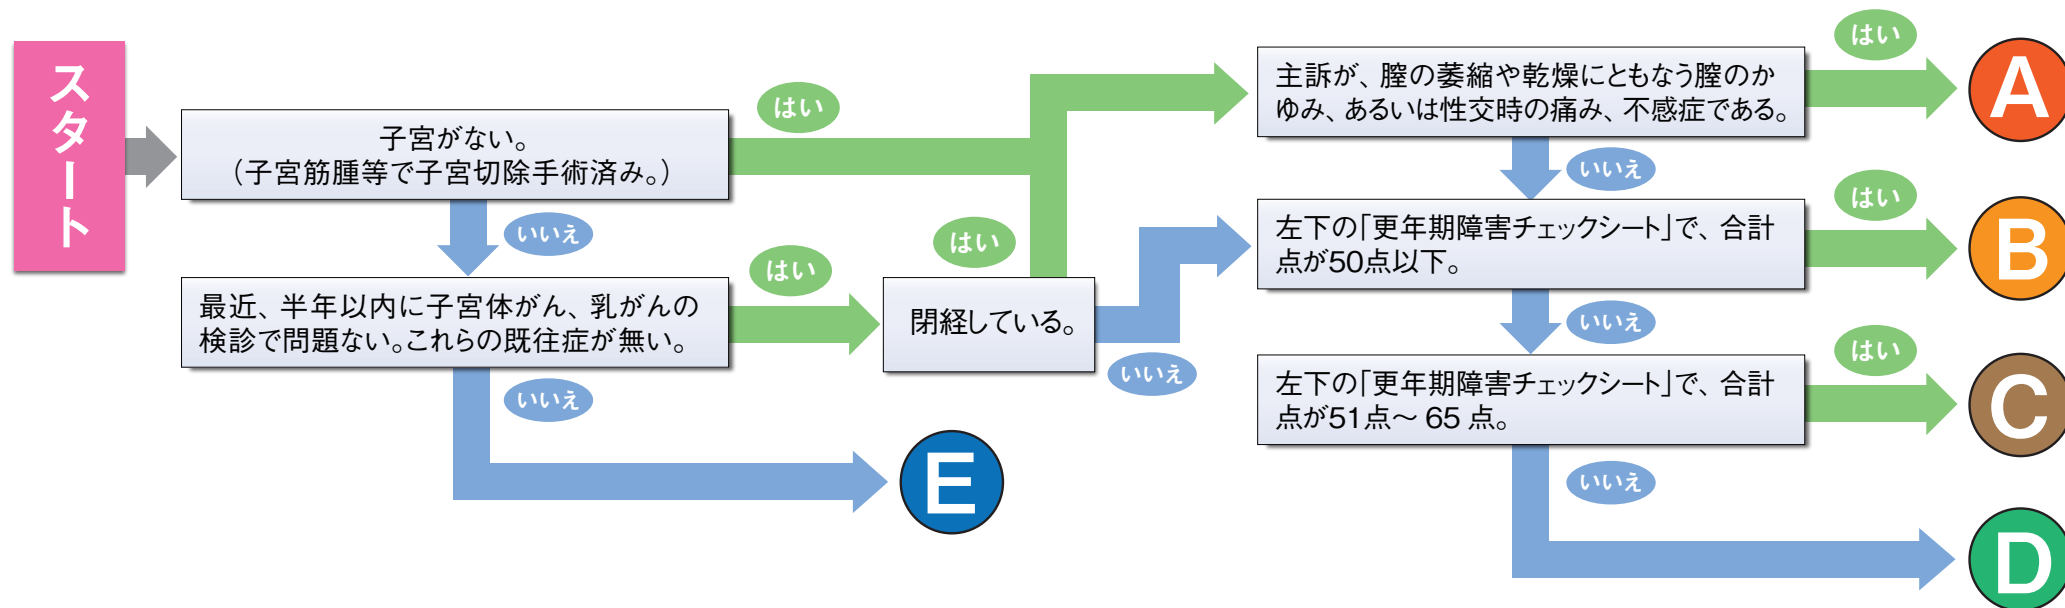 スタート
子宮がない。
（子宮筋腫等で子宮切除手術済み。）
はい
いいえ
最近、半年以内に子宮体がん、乳がんの
検診で問題ない。これらの既往症が無い。
はい
いいえ
E
閉経している。
はい
いいえ
主訴が、膣の萎縮や乾燥にともなう膣のか
ゆみ、あるいは性交時の痛み、不感症である。
はい
A
いいえ
左下の「更年期障害チェックシート」で、合計
点が50点以下。
はい
B
いいえ
左下の「更年期障害チェックシート」で、合計
点が51点～ 65 点。
はい
C
いいえ
D